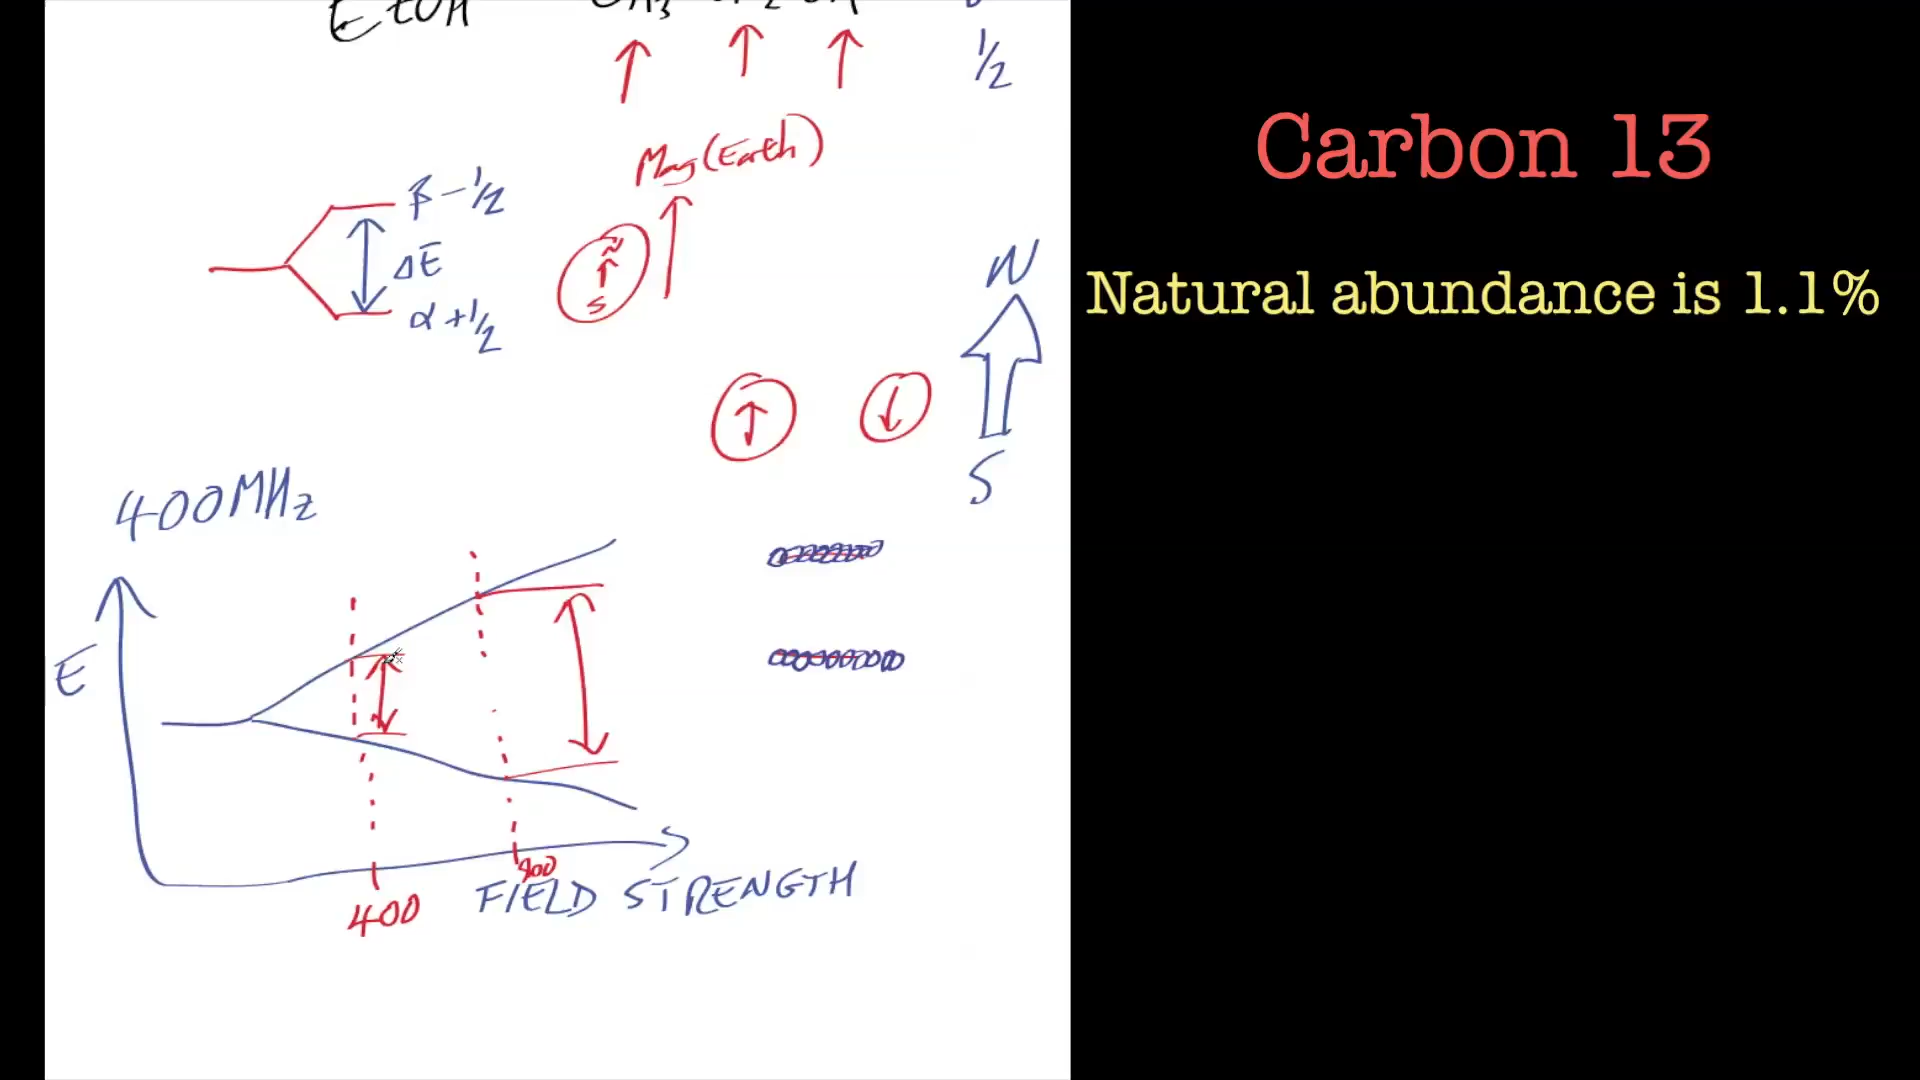 EtOH
1/2
Mag(Earth)
β -1/2
ΔE
α +1/2
N
S
N
S
400MHz
E
400
FIELD STRENGTH
Carbon 13
Natural abundance is 1.1%